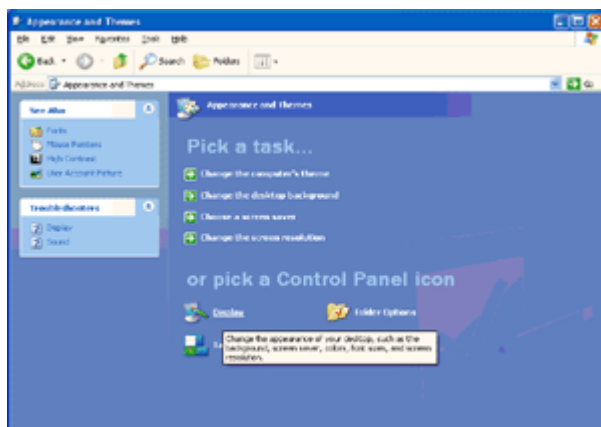 Appearance and Themes
File Edit View Favorites Tools Help
Back Search Folders
Address Appearance and Themes Go
See Also
Fonts
Mouse Pointers
High Contrast
User Account Picture
Troubleshooters
Display
Sound
Appearance and Themes
Pick a task...
Change the computer's theme
Change the desktop background
Choose a screen saver
Change the screen resolution
or pick a Control Panel icon
Display Folder Options
Change the appearance of your desktop, such as the
background, screen saver, colors, font sizes, and screen
resolution.